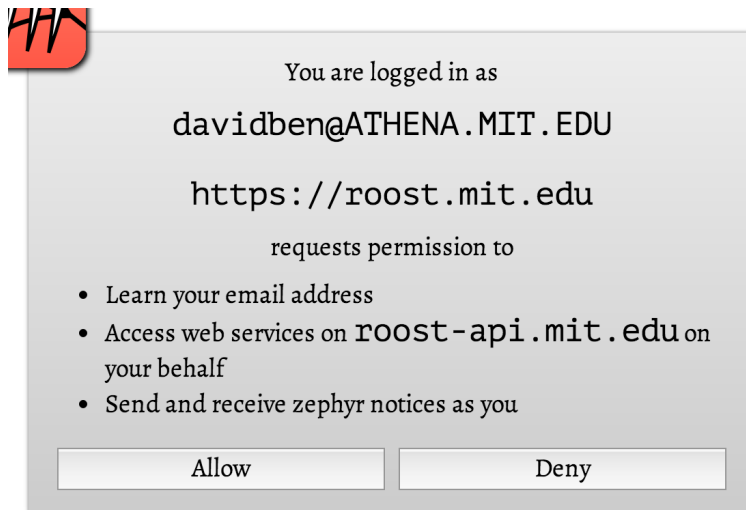 You are logged in as
davidben@ATHENA.MIT.EDU
https://roost.mit.edu
requests permission to
• Learn your email address
• Access web services on roost-api.mit.edu on
your behalf
• Send and receive zephyr notices as you
Allow
Deny